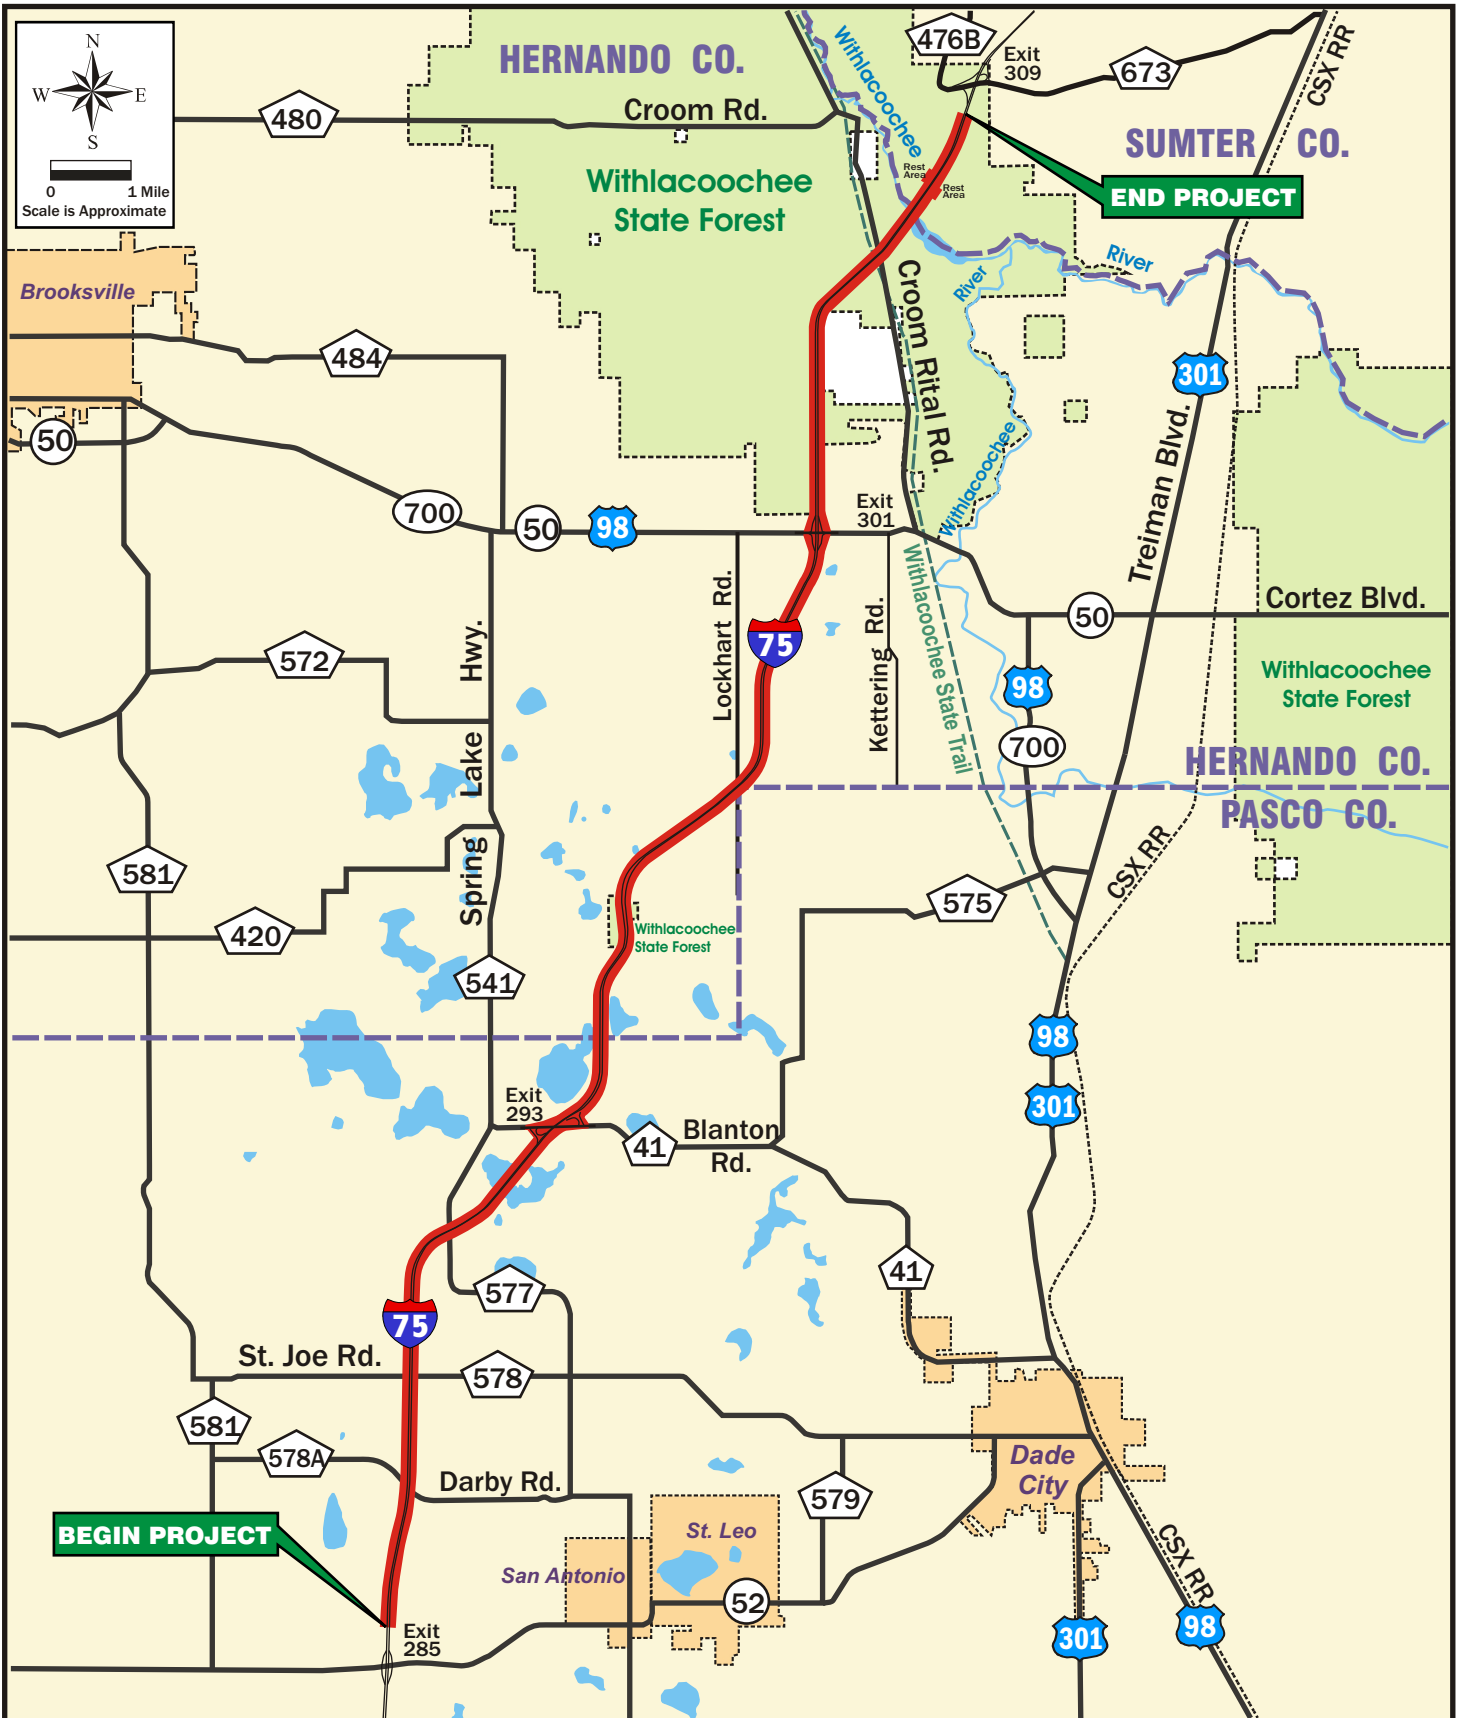 N
W
E
S
0
1 Mile
Scale is Approximate
HERNANDO CO.
476B
Exit
309
673
CSX RR
480
Croom Rd.
Withlacoochee
SUMTER CO.
Rest
Area
Rest
Area
Withlacoochee
State Forest
END PROJECT
River
River
Brooksville
484
Croom Rital Rd.
301
50
700
50
98
Exit
301
Withlacoochee
Treiman Blvd.
Cortez Blvd.
50
Lockhart Rd.
Kettering Rd.
Withlacoochee State Trail
75
572
Spring Lake Hwy.
98
700
Withlacoochee
State Forest
HERNANDO CO.
PASCO CO.
581
420
541
Withlacoochee
State Forest
575
CSX RR
98
301
Exit
293
41
Blanton
Rd.
41
577
75
St. Joe Rd.
578
581
578A
Darby Rd.
579
Dade
City
BEGIN PROJECT
St. Leo
San Antonio
52
CSX RR
Exit
285
301
98